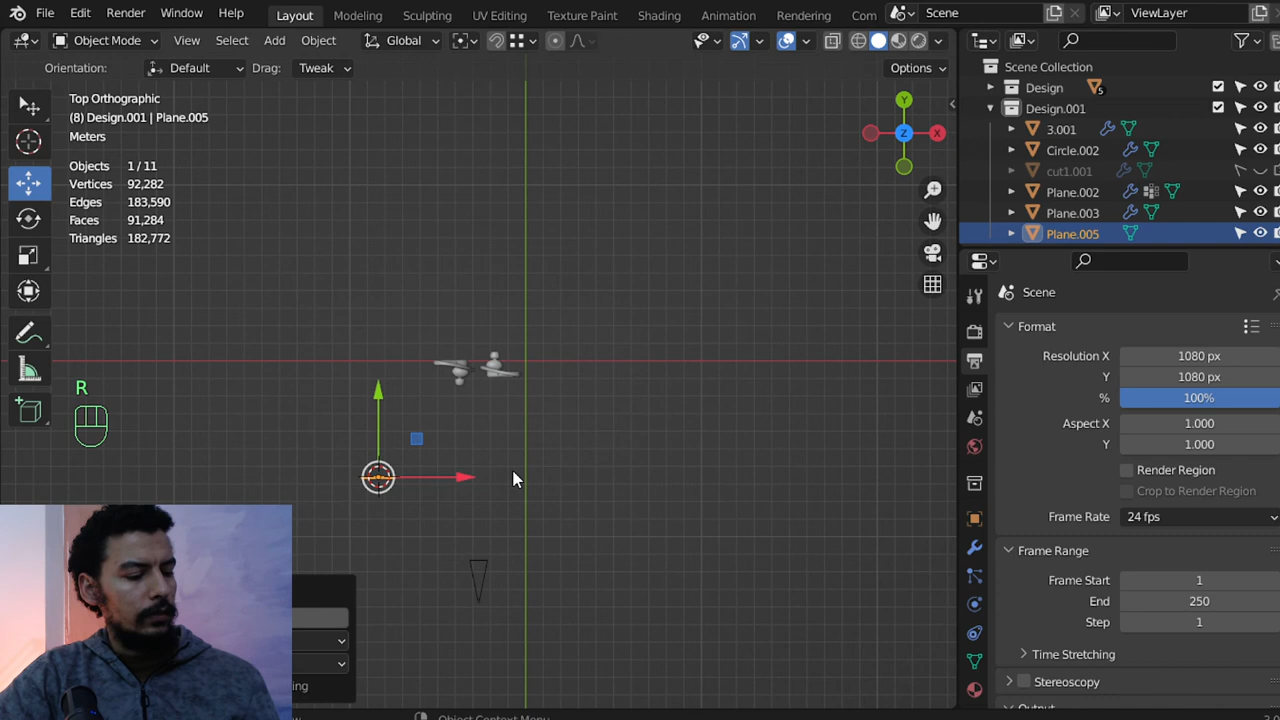 File Edit Render Window Help Layout Modeling Sculpting UV Editing Texture Paint Shading Animation Rendering Com Scene ViewLayer
Object Mode View Select Add Object Global
Orientation: Default Drag: Tweak Options
Top Orthographic
(8) Design.001 | Plane.005
Meters
Objects 1 / 11
Vertices 92,282
Edges 183,590
Faces 91,284
Triangles 182,772
Y
X
Z
R
Scene Collection
Design 5
Design.001
3.001
Circle.002
cut1.001
Plane.002
Plane.003
Plane.005
Scene
Format
Resolution X 1080 px
Y 1080 px
% 100%
Aspect X 1.000
Y 1.000
Render Region
Crop to Render Region
Frame Rate 24 fps
Frame Range
Frame Start 1
End 250
Step 1
Time Stretching
Stereoscopy
Output
Object Context Menu